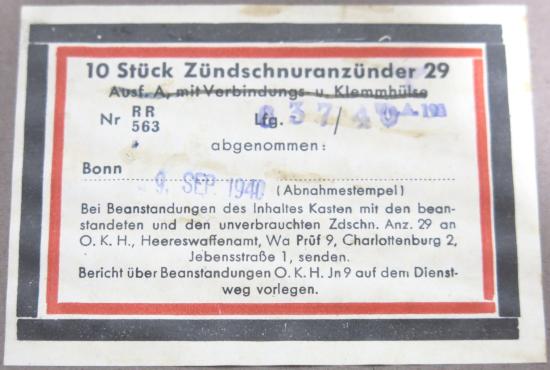 10 Stück Zündschnuranzünder 29
Ausf. A, mit Verbindungs- u. Klemmhülse
Nr RR 563 Lfg. 637/40
abgenommen:
Bonn
9. SEP. 1940 (Abnahmestempel)
Bei Beanstandungen des Inhaltes Kasten mit den bean-
standeten und den unverbrauchten Zdschn. Anz. 29 an
O. K. H., Heereswaffenamt, Wa Prüf 9, Charlottenburg 2,
Jebensstraße 1, senden.
Bericht über Beanstandungen O. K. H. Jn 9 auf dem Dienst-
weg vorlegen.